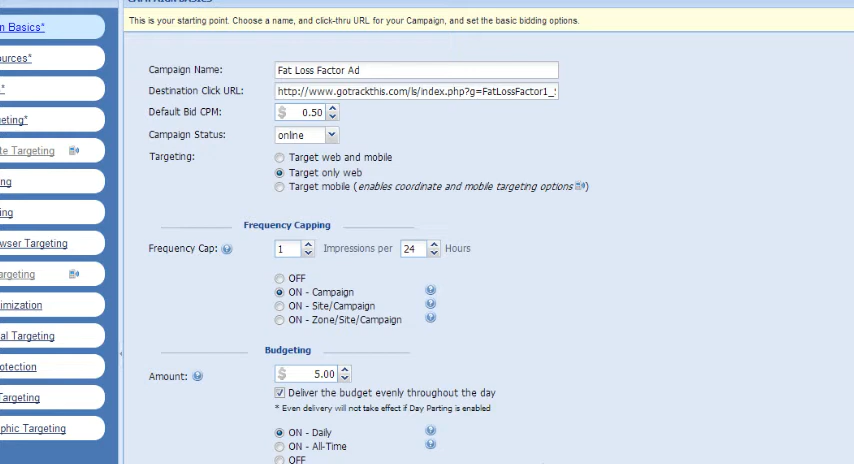 CAMPAIGN BASICS
This is your starting point. Choose a name, and click-thru URL for your Campaign, and set the basic bidding options.
n Basics*
ources*
*
eting*
te Targeting
ng
ing
wser Targeting
argeting
imization
al Targeting
otection
Targeting
phic Targeting
Campaign Name: Fat Loss Factor Ad
Destination Click URL: http://www.gotrackthis.com/ls/index.php?g=FatLossFactor1_
Default Bid CPM: $ 0.50
Campaign Status: online
Targeting: Target web and mobile
Target only web
Target mobile (enables coordinate and mobile targeting options )
Frequency Capping
Frequency Cap: 1 Impressions per 24 Hours
OFF
ON - Campaign
ON - Site/Campaign
ON - Zone/Site/Campaign
Budgeting
Amount: $ 5.00
Deliver the budget evenly throughout the day
* Even delivery will not take effect if Day Parting is enabled
ON - Daily
ON - All-Time
OFF